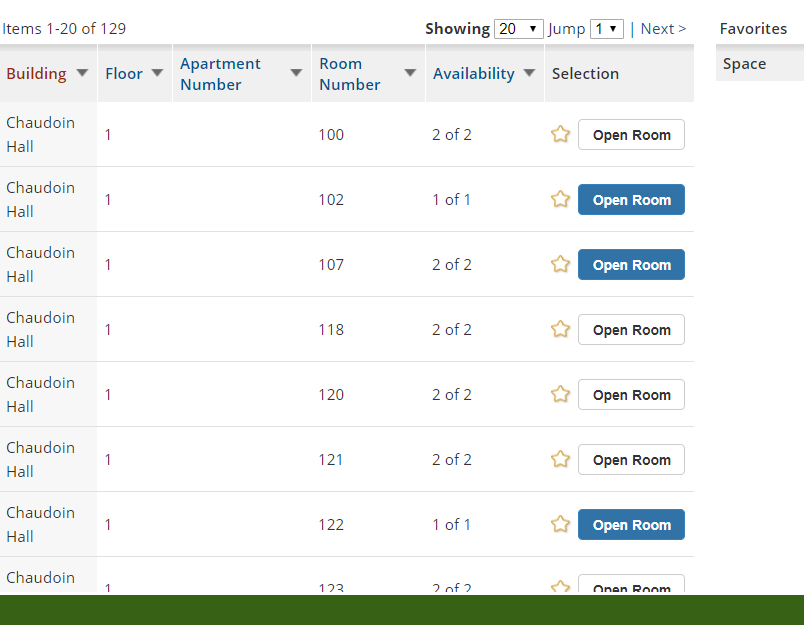 Items 1-20 of 129 Showing 20 Jump 1 | Next > Favorites
Building Floor Apartment Number Room Number Availability Selection Space
Chaudoin Hall 1 100 2 of 2 Open Room
Chaudoin Hall 1 102 1 of 1 Open Room
Chaudoin Hall 1 107 2 of 2 Open Room
Chaudoin Hall 1 118 2 of 2 Open Room
Chaudoin Hall 1 120 2 of 2 Open Room
Chaudoin Hall 1 121 2 of 2 Open Room
Chaudoin Hall 1 122 1 of 1 Open Room
Chaudoin 1 123 2 of 2 Open Room